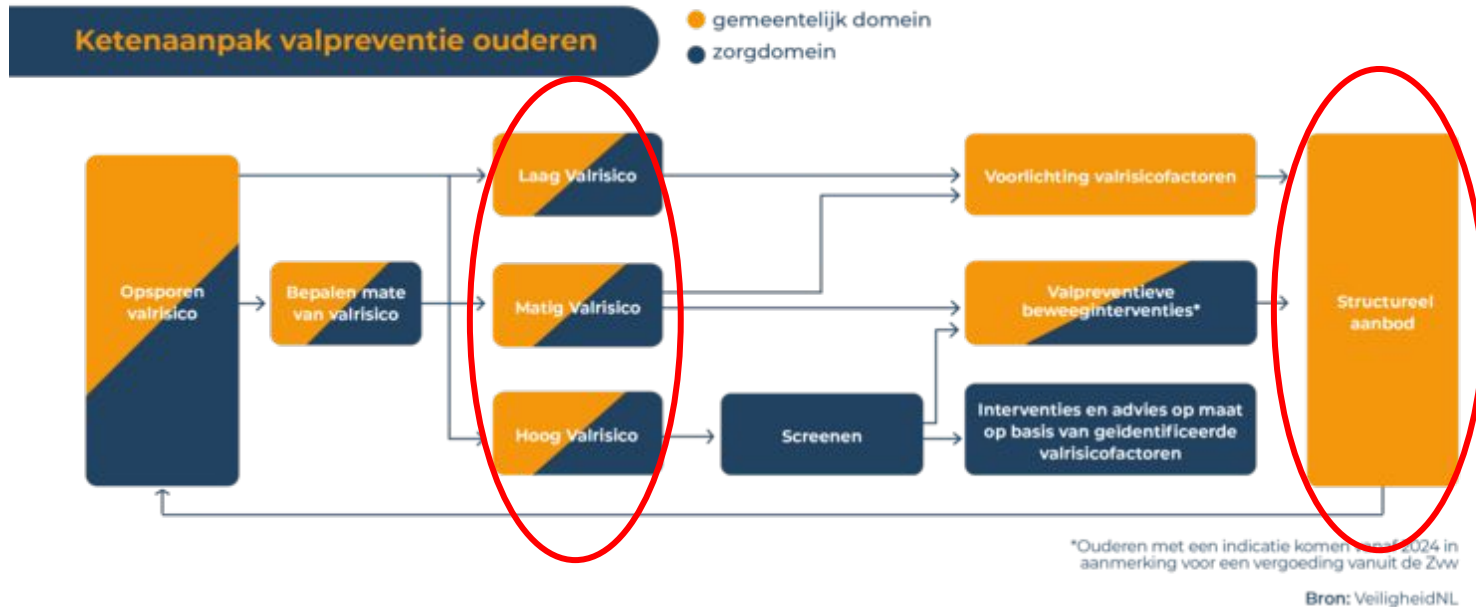 Ketenaanpak valpreventie ouderen
gemeentelijk domein
zorgdomein
Opsporen
valrisico
Bepalen mate
van valrisico
Laag Valrisico
Matig Valrisico
Hoog Valrisico
Screenen
Voorlichting valrisicofactoren
Valpreventieve
beweeginterventies*
Interventies en advies op maat
op basis van geïdentificeerde
valrisicofactoren
Structureel
aanbod
*Ouderen met een indicatie komen vanaf 2024 in
aanmerking voor een vergoeding vanuit de Zvw
Bron: VeiligheidNL